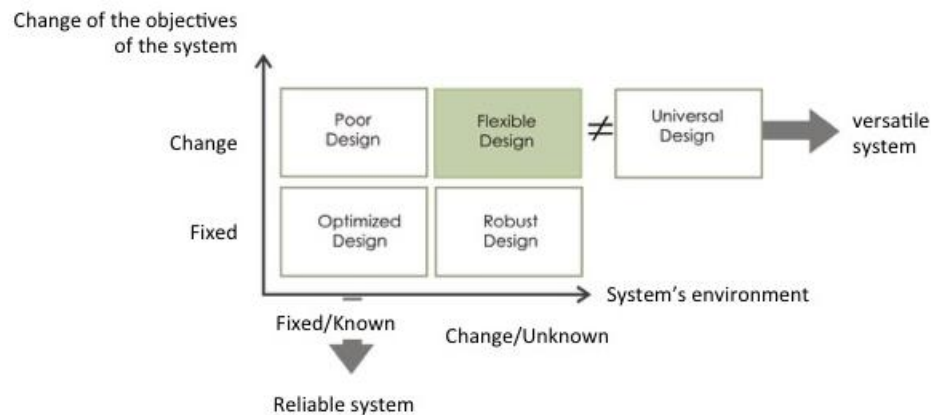 Change of the objectives
of the system
Poor
Design
Flexible
Design
≠
Universal
Design
versatile
system
Change
Optimized
Design
Robust
Design
Fixed
System's environment
Fixed/Known
Change/Unknown
Reliable system